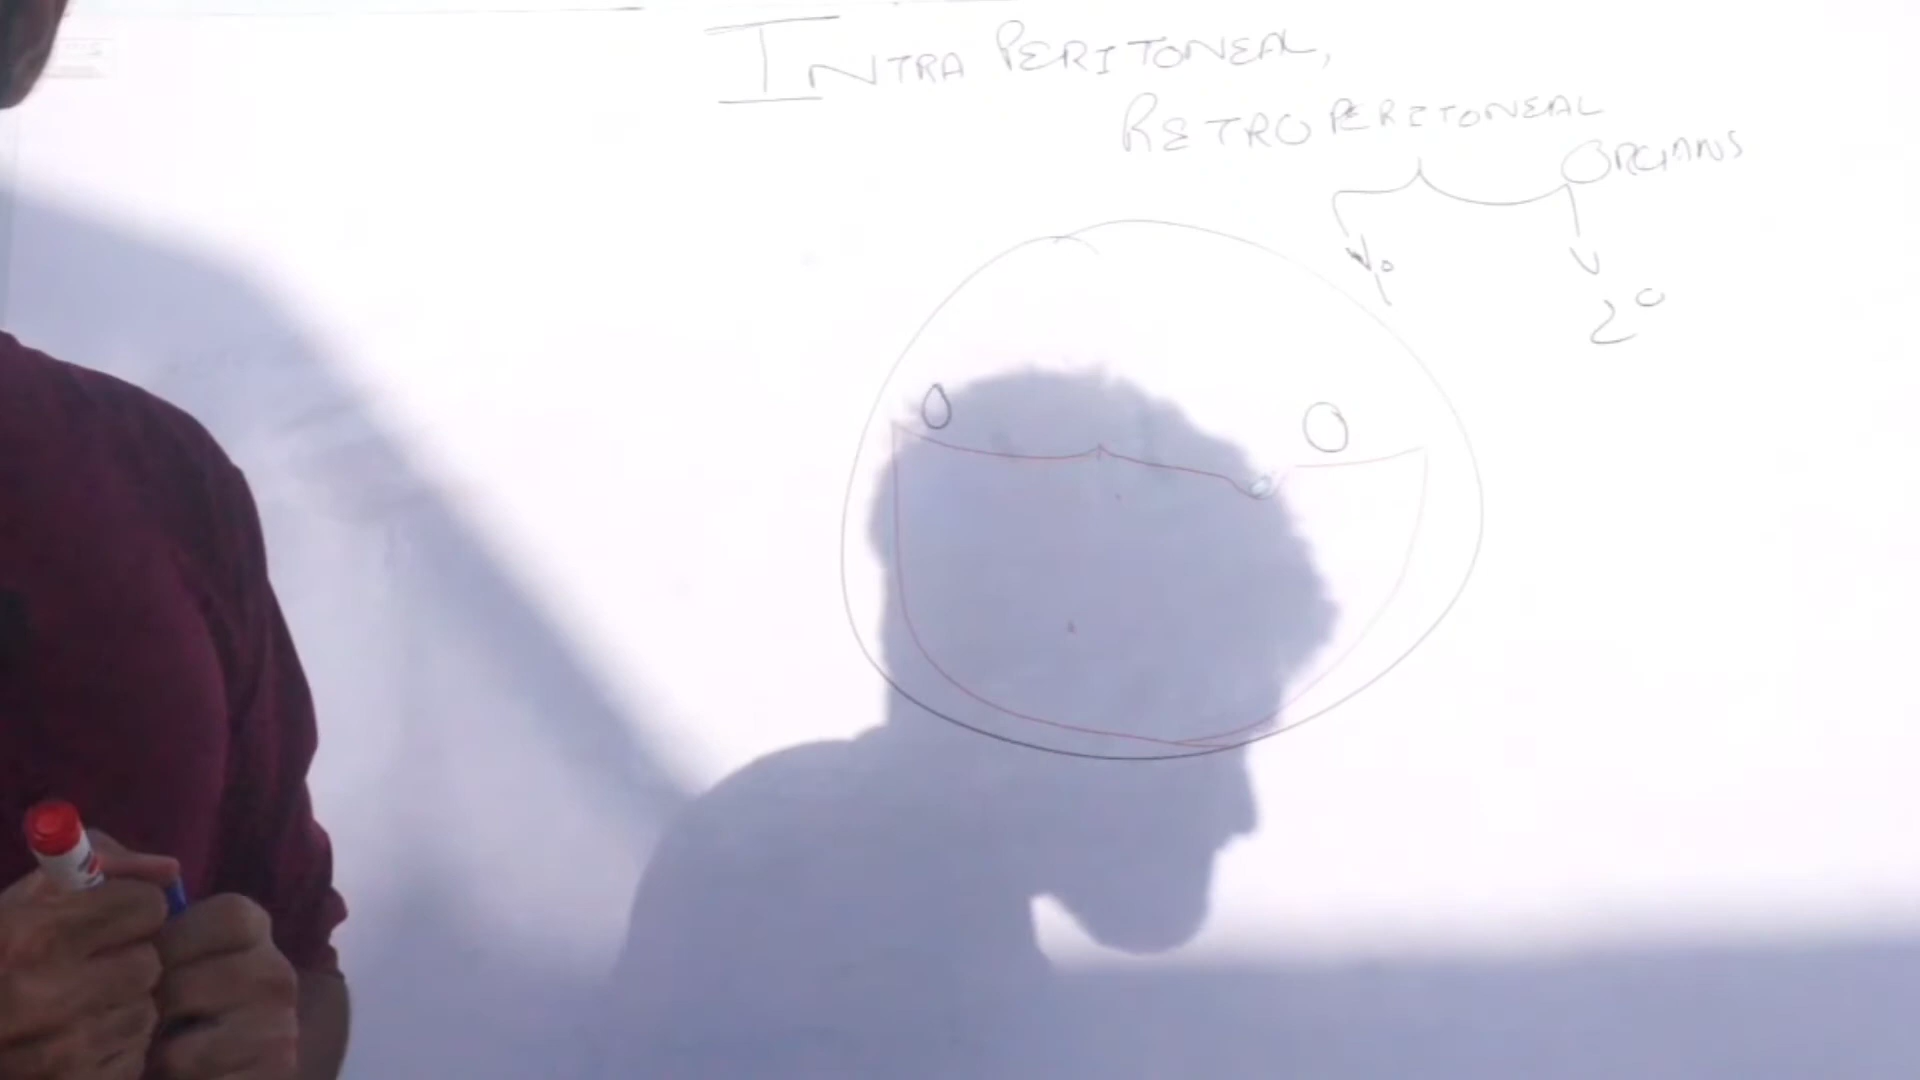 INTRA PERITONEAL,
RETROPERITONEAL
ORGANS
1° 2°